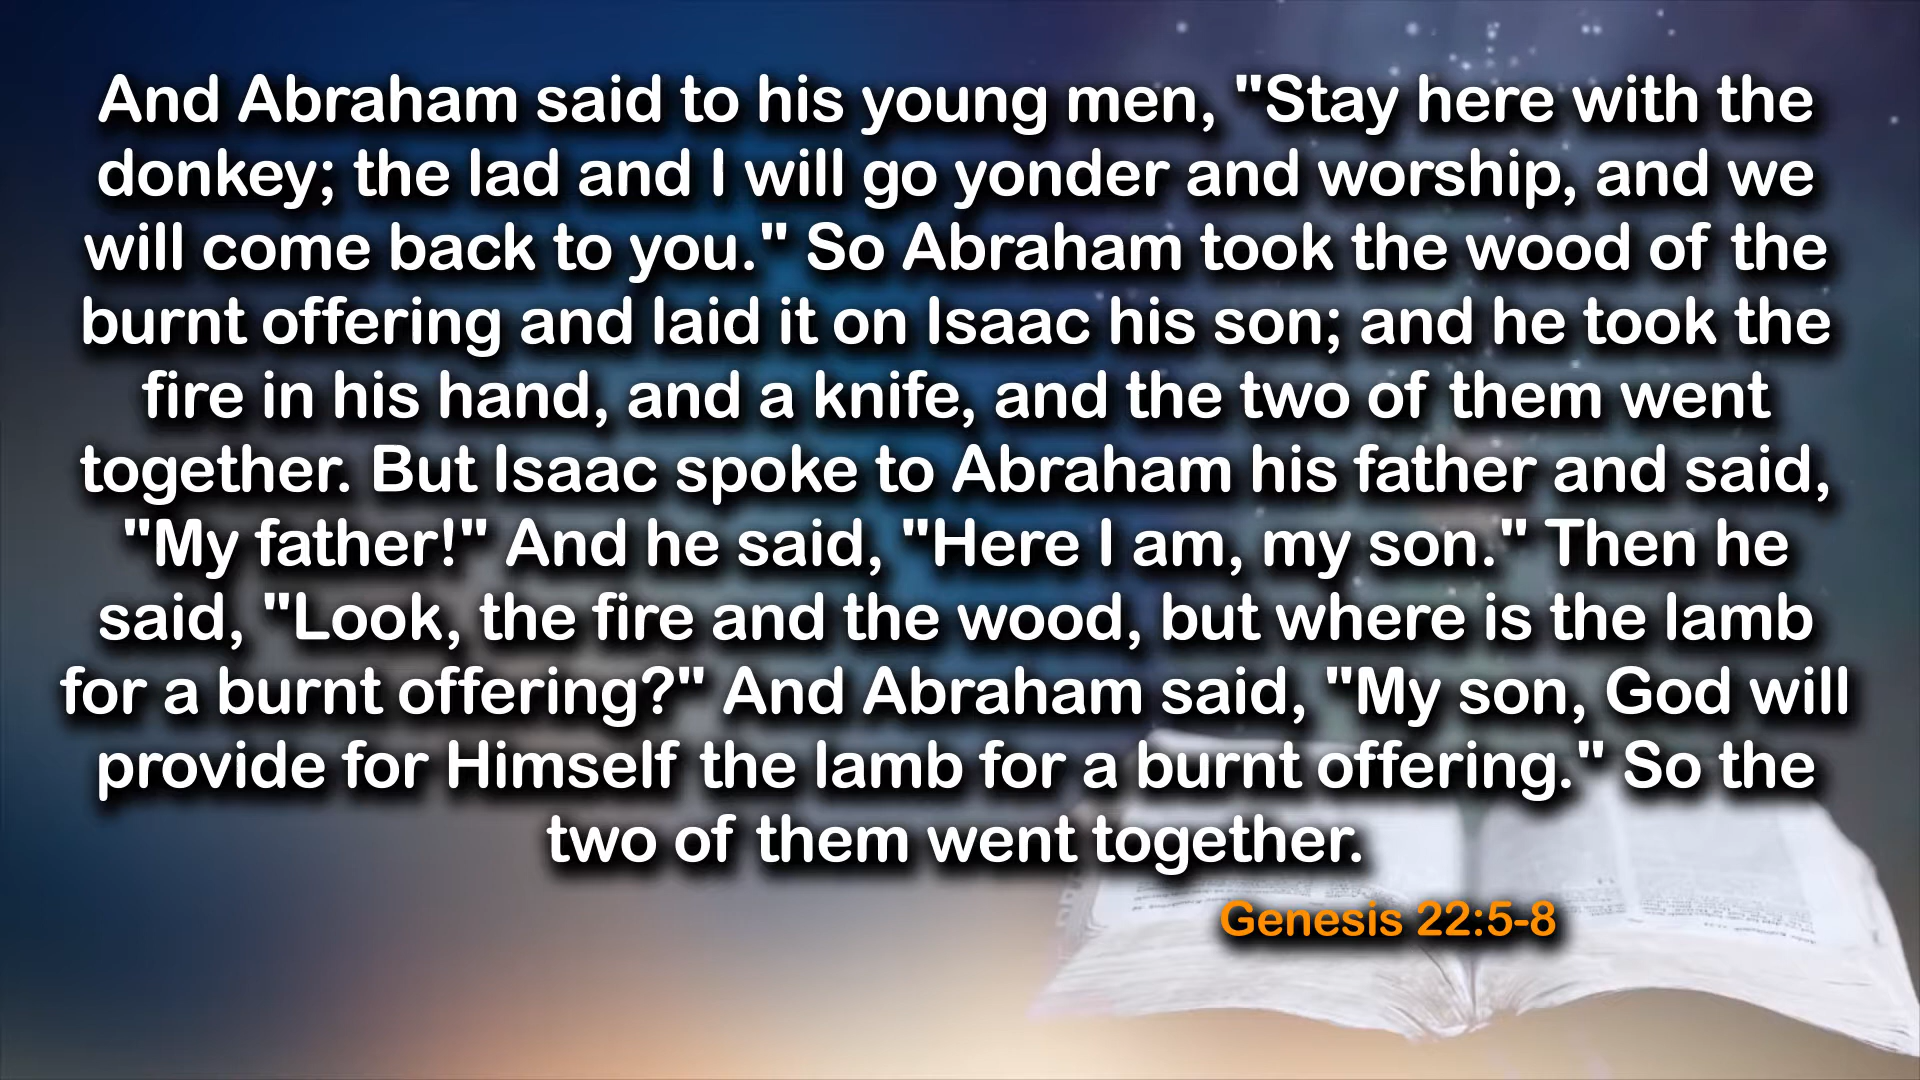 And Abraham said to his young men, "Stay here with the
donkey; the lad and I will go yonder and worship, and we
will come back to you." So Abraham took the wood of the
burnt offering and laid it on Isaac his son; and he took the
fire in his hand, and a knife, and the two of them went
together. But Isaac spoke to Abraham his father and said,
"My father!" And he said, "Here I am, my son." Then he
said, "Look, the fire and the wood, but where is the lamb
for a burnt offering?" And Abraham said, "My son, God will
provide for Himself the lamb for a burnt offering." So the
two of them went together.
Genesis 22:5-8